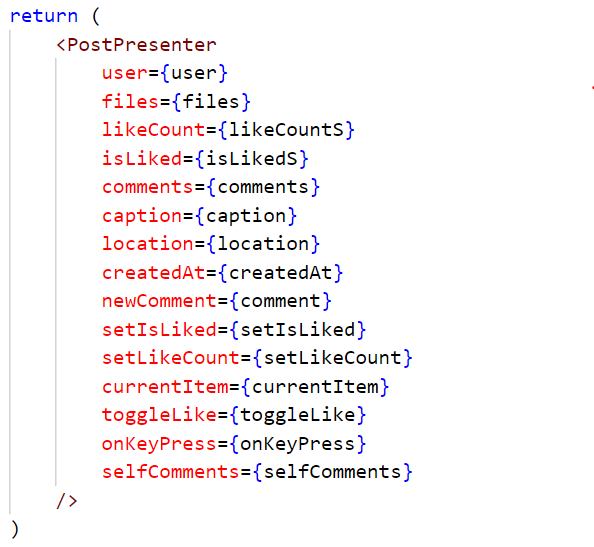 return (
<PostPresenter
user={user}
files={files}
likeCount={likeCountS}
isLiked={isLikedS}
comments={comments}
caption={caption}
location={location}
createdAt={createdAt}
newComment={comment}
setIsLiked={setIsLiked}
setLikeCount={setLikeCount}
currentItem={currentItem}
toggleLike={toggleLike}
onKeyPress={onKeyPress}
selfComments={selfComments}
/>
)